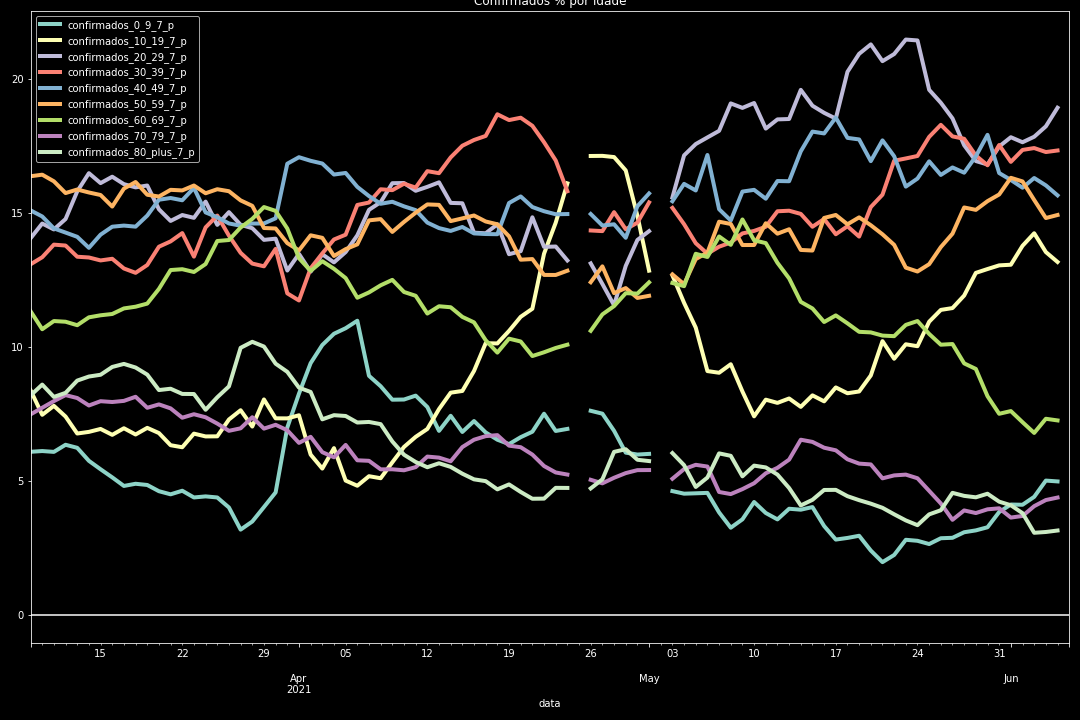 Confirmados % por idade
confirmados_0_9_7_p
confirmados_10_19_7_p
confirmados_20_29_7_p
confirmados_30_39_7_p
confirmados_40_49_7_p
confirmados_50_59_7_p
confirmados_60_69_7_p
confirmados_70_79_7_p
confirmados_80_plus_7_p
20
15
10
5
0
15 22 29 05 12 19 26 03 10 17 24 31
Apr May Jun
2021
data